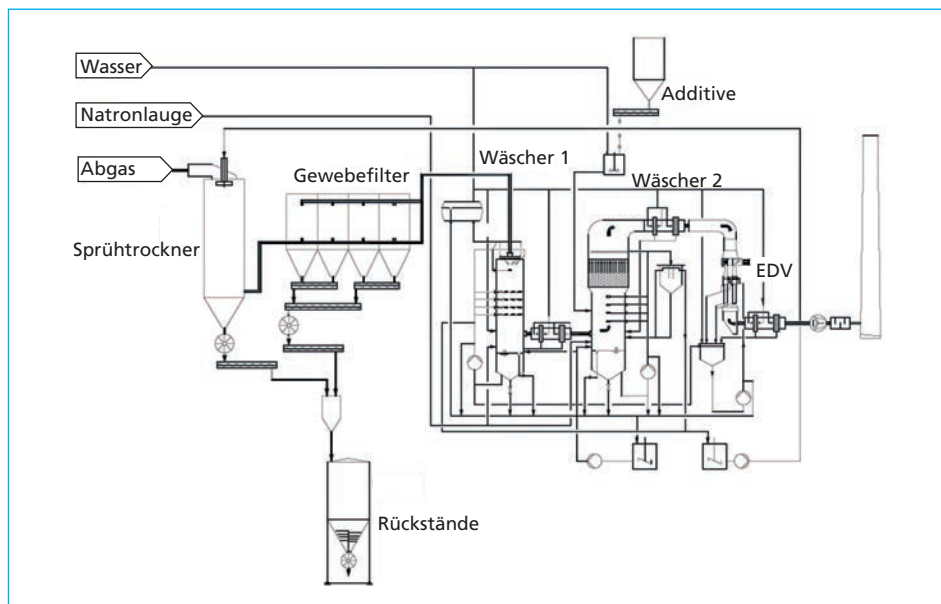 Wasser
Additive
Natronlauge
Wäscher 1
Abgas
Gewebefilter
Wäscher 2
Sprühtrockner
EDV
Rückstände